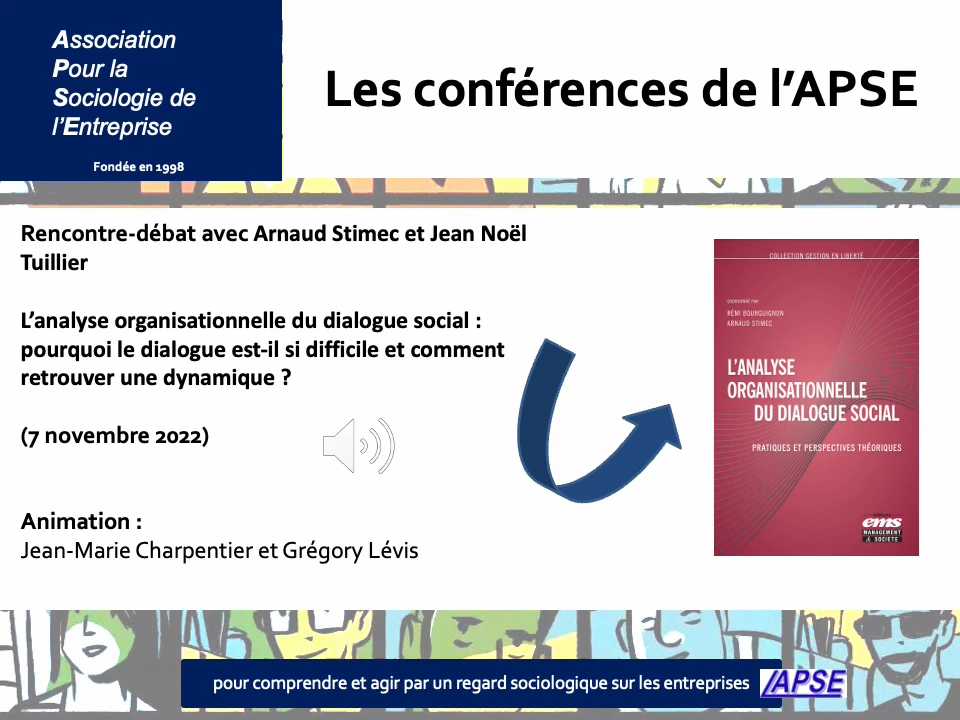 Association
Pour la
Sociologie de
l'Entreprise
Fondée en 1998
Les conférences de l'APSE
Rencontre-débat avec Arnaud Stimec et Jean Noël
Tuillier
L'analyse organisationnelle du dialogue social :
pourquoi le dialogue est-il si difficile et comment
retrouver une dynamique ?
(7 novembre 2022)
Animation :
Jean-Marie Charpentier et Grégory Lévis
COLLECTION GESTION EN LIBERTÉ
COORDONNÉ PAR
RÉMI BOURGUIGNON
ARNAUD STIMEC
L'ANALYSE
ORGANISATIONNELLE
DU DIALOGUE SOCIAL
PRATIQUES ET PERSPECTIVES THÉORIQUES
ems
MANAGEMENT
& SOCIÉTÉ
pour comprendre et agir par un regard sociologique sur les entreprises
APSE